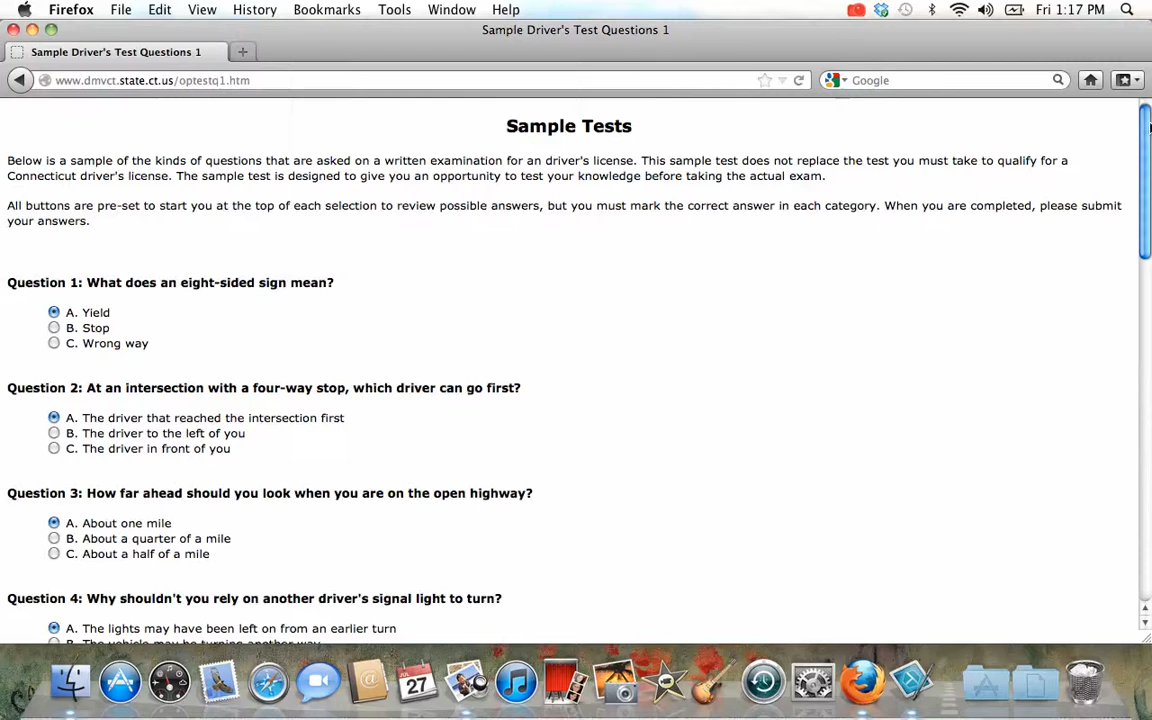 Firefox File Edit View History Bookmarks Tools Window Help Fri 1:17 PM
Sample Driver's Test Questions 1
Sample Driver's Test Questions 1
www.dmvct.state.ct.us/optestq1.htm Google
Sample Tests
Below is a sample of the kinds of questions that are asked on a written examination for an driver's license. This sample test does not replace the test you must take to qualify for a
Connecticut driver's license. The sample test is designed to give you an opportunity to test your knowledge before taking the actual exam.
All buttons are pre-set to start you at the top of each selection to review possible answers, but you must mark the correct answer in each category. When you are completed, please submit
your answers.
Question 1: What does an eight-sided sign mean?
A. Yield
B. Stop
C. Wrong way
Question 2: At an intersection with a four-way stop, which driver can go first?
A. The driver that reached the intersection first
B. The driver to the left of you
C. The driver in front of you
Question 3: How far ahead should you look when you are on the open highway?
A. About one mile
B. About a quarter of a mile
C. About a half of a mile
Question 4: Why shouldn't you rely on another driver's signal light to turn?
A. The lights may have been left on from an earlier turn
B. The vehicle may be turning another way
JUL
27